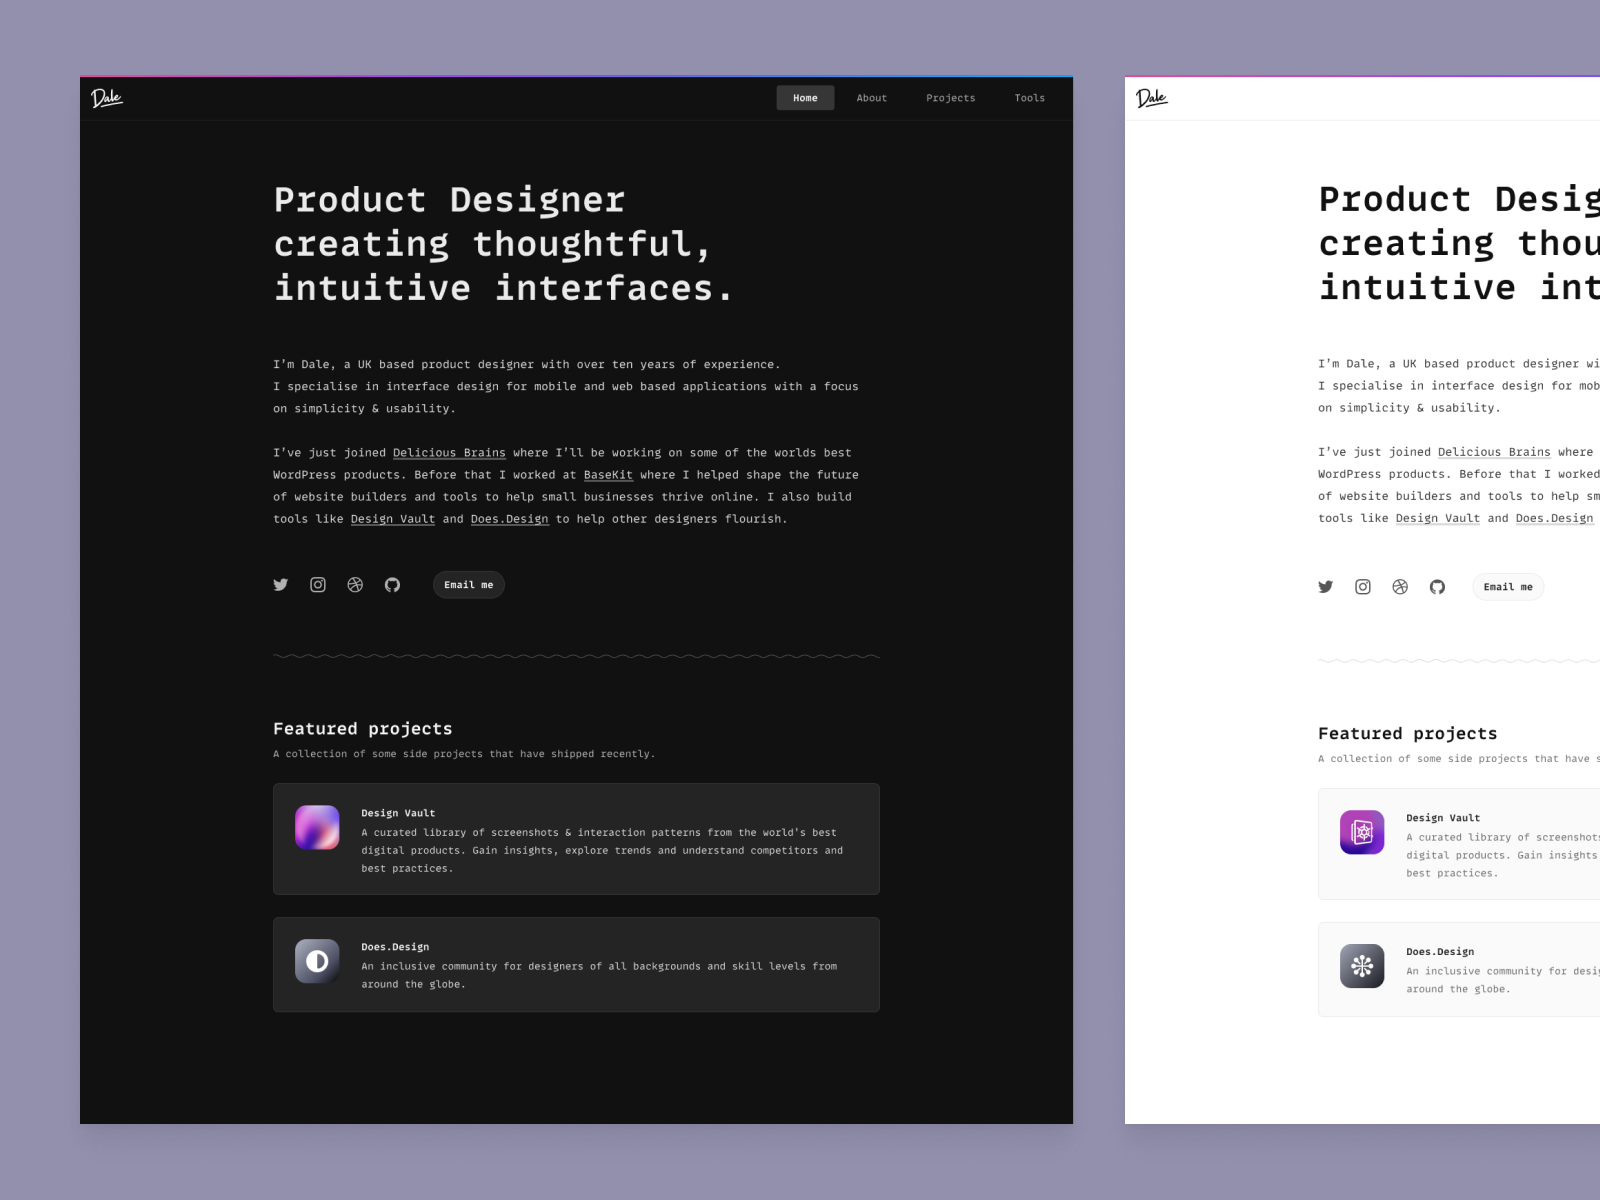 Dale
Home About Projects Tools
Product Designer
creating thoughtful,
intuitive interfaces.
I’m Dale, a UK based product designer with over ten years of experience.
I specialise in interface design for mobile and web based applications with a focus
on simplicity & usability.
I’ve just joined Delicious Brains where I’ll be working on some of the worlds best
WordPress products. Before that I worked at BaseKit where I helped shape the future
of website builders and tools to help small businesses thrive online. I also build
tools like Design Vault and Does.Design to help other designers flourish.
Email me
Featured projects
A collection of some side projects that have shipped recently.
Design Vault
A curated library of screenshots & interaction patterns from the world's best
digital products. Gain insights, explore trends and understand competitors and
best practices.
Does.Design
An inclusive community for designers of all backgrounds and skill levels from
around the globe.
Dale
Product Desig
creating thou
intuitive int
I’m Dale, a UK based product designer wi
I specialise in interface design for mob
on simplicity & usability.
I’ve just joined Delicious Brains where
WordPress products. Before that I worked
of website builders and tools to help sm
tools like Design Vault and Does.Design
Email me
Featured projects
A collection of some side projects that have s
Design Vault
A curated library of screenshots
digital products. Gain insights
best practices.
Does.Design
An inclusive community for desig
around the globe.